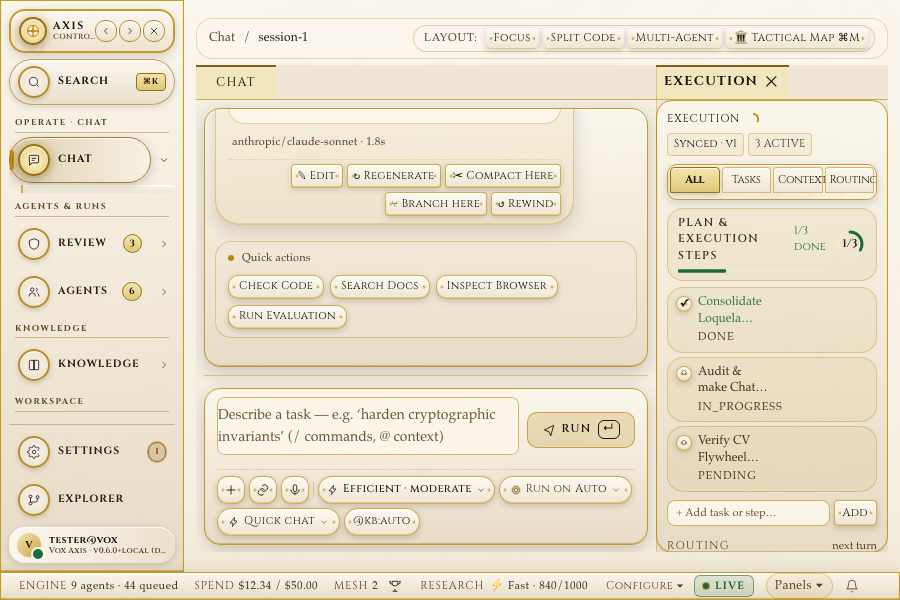 AXIS
CONTRO...
SEARCH
⌘K
OPERATE · CHAT
CHAT
AGENTS & RUNS
REVIEW 3
AGENTS 6
KNOWLEDGE
KNOWLEDGE
WORKSPACE
SETTINGS 1
EXPLORER
V
TESTER@VOX
VOX AXIS · V0.6.0+LOCAL (D...
Chat / session-1
LAYOUT: FOCUS SPLIT CODE MULTI-AGENT TACTICAL MAP ⌘M
CHAT
anthropic/claude-sonnet · 1.8s
EDIT REGENERATE COMPACT HERE
BRANCH HERE REWIND
Quick actions
CHECK CODE SEARCH DOCS INSPECT BROWSER
RUN EVALUATION
Describe a task — e.g. ‘harden cryptographic
invariants’ (/ commands, @ context)
RUN
EFFICIENT · MODERATE RUN ON AUTO
QUICK CHAT @KB:AUTO
EXECUTION
EXECUTION
SYNCED · V1 3 ACTIVE
ALL TASKS CONTEXT ROUTING
PLAN &
EXECUTION
STEPS
1/3
DONE
1/3
Consolidate
Loquela...
DONE
Audit &
make Chat...
IN_PROGRESS
Verify CV
Flywheel...
PENDING
+ Add task or step...
ADD
ROUTING next turn
ENGINE 9 agents · 44 queued SPEND $12.34 / $50.00 MESH 2 RESEARCH ⚡ Fast · 840/1000 CONFIGURE LIVE Panels